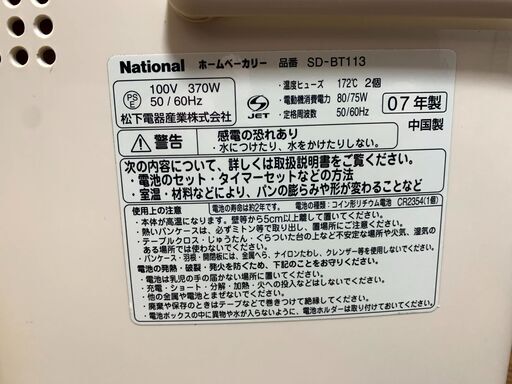 National ホームベーカリー 品番 SD-BT113
PS E 100V 370W
50/60Hz
松下電器産業株式会社
JET
・温度ヒューズ 172℃ 2個
・電動機消費電力 80/75W
・定格周波数 50/60Hz
07年製
中国製
警告
感電の恐れあり
・水につけたり、水をかけたりしない。
次の内容について、詳しくは取扱説明書をご覧ください。
・電池のセット・タイマーセットなどの方法
・室温・材料などにより、パンの膨らみや形が変わることなど
使用上の注意 電池の寿命は約2年です。 電池の種類:コイン形リチウム電池 CR2354(1個)
・本体が高温になります。壁等から5cm以上離して置いてください。
・熱いパンケースは、必ずミトン等で取り出し、置場所にご注意ください。
・テーブルクロス・じゅうたん・ぐらついた台の上など不安定な場所や火気、湿気の
ある場所では使わないでください。
・パンケース・羽根・開閉板には、金属へら、ナイロンたわし、クレンザー等を使用しないでください。
電池の発熱・破裂・発火を防ぐため、下記のことをお守りください。
・電池は乳児の手の届かない場所に置いてください。
・充電・ショート・分解・加熱・火への投入などはしないでください。
・他の金属や電池と混ぜないでください。
・廃棄や保存のときはテープなどで巻きつけて絶縁してください。
・電池ボックスの中に異物や水が入らないようにしてください。電池ホルダーは取り付けておいてください。